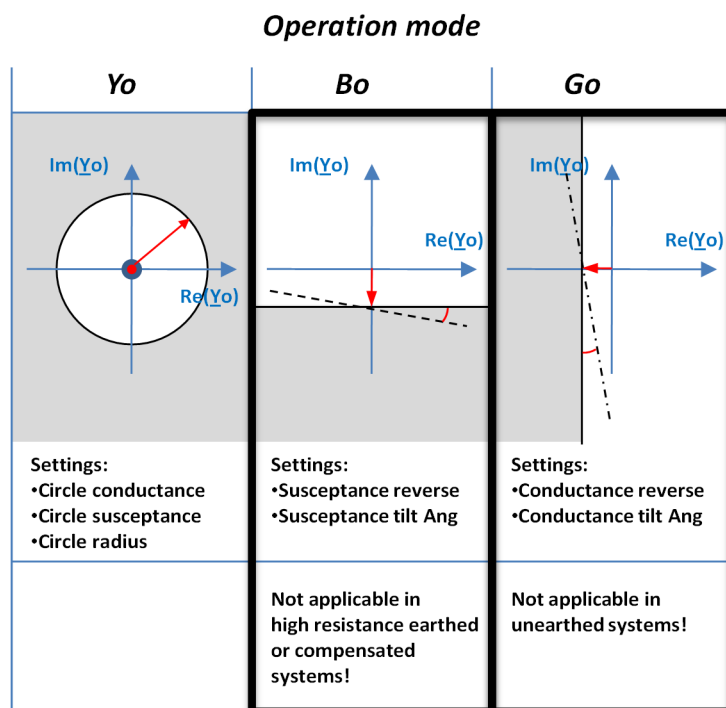 Operation mode
Yo
Bo
Go
Im(Yo)
Re(Yo)
Im(Yo)
Re(Yo)
Im(Yo)
Re(Yo)
Settings:
•Circle conductance
•Circle susceptance
•Circle radius
Settings:
•Susceptance reverse
•Susceptance tilt Ang
Settings:
•Conductance reverse
•Conductance tilt Ang
Not applicable in
high resistance earthed
or compensated
systems!
Not applicable in
unearthed systems!